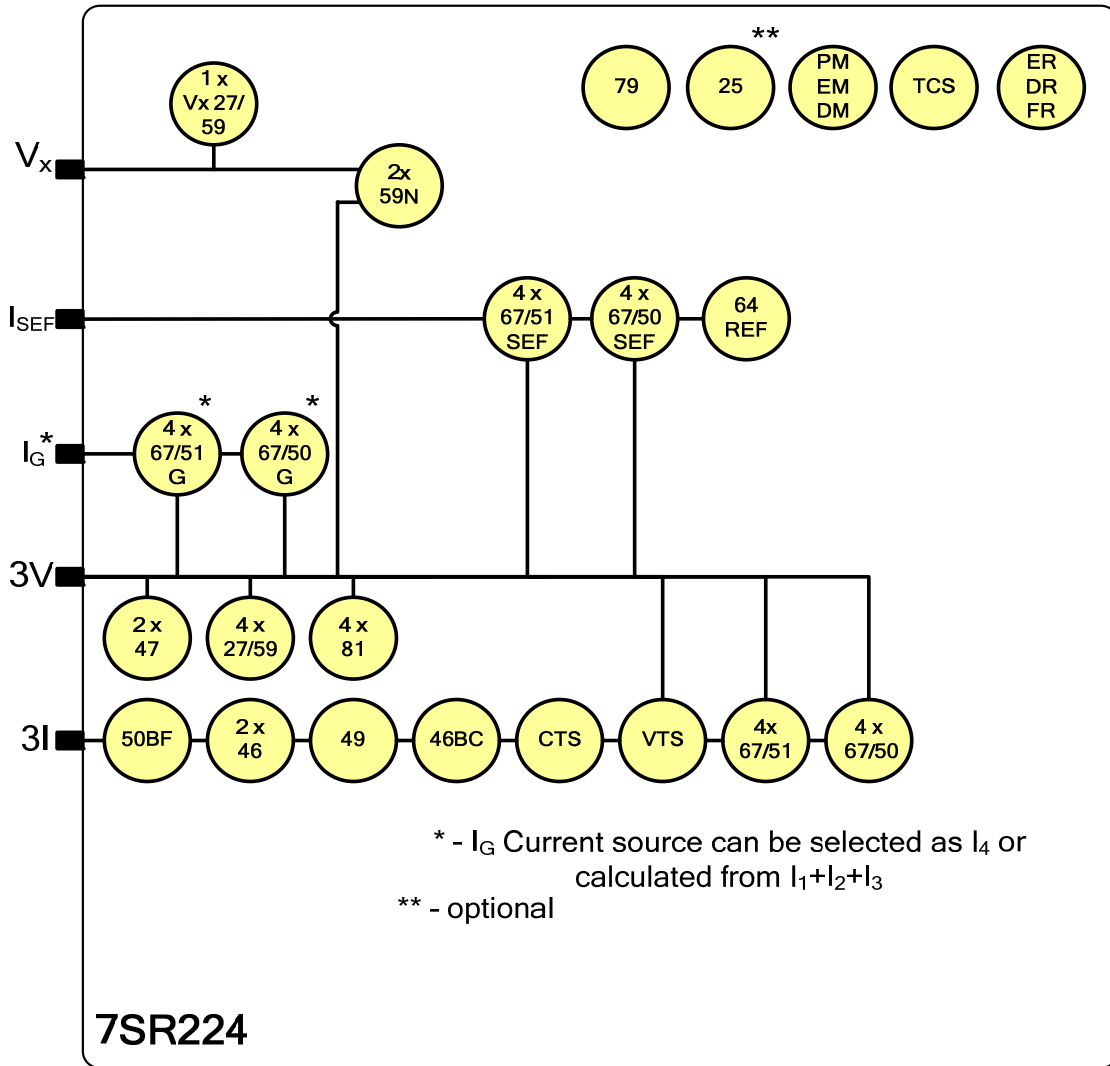 **
1 x
Vx 27/
59
79
25
PM
EM
DM
TCS
ER
DR
FR
Vx
2x
59N
ISEF
4 x
67/51
SEF
4 x
67/50
SEF
64
REF
*
*
IG*
4 x
67/51
G
4 x
67/50
G
3V
2 x
47
4 x
27/59
4 x
81
3I
50BF
2 x
46
49
46BC
CTS
VTS
4x
67/51
4 x
67/50
* - IG Current source can be selected as I4 or
calculated from I1+I2+I3
** - optional
7SR224